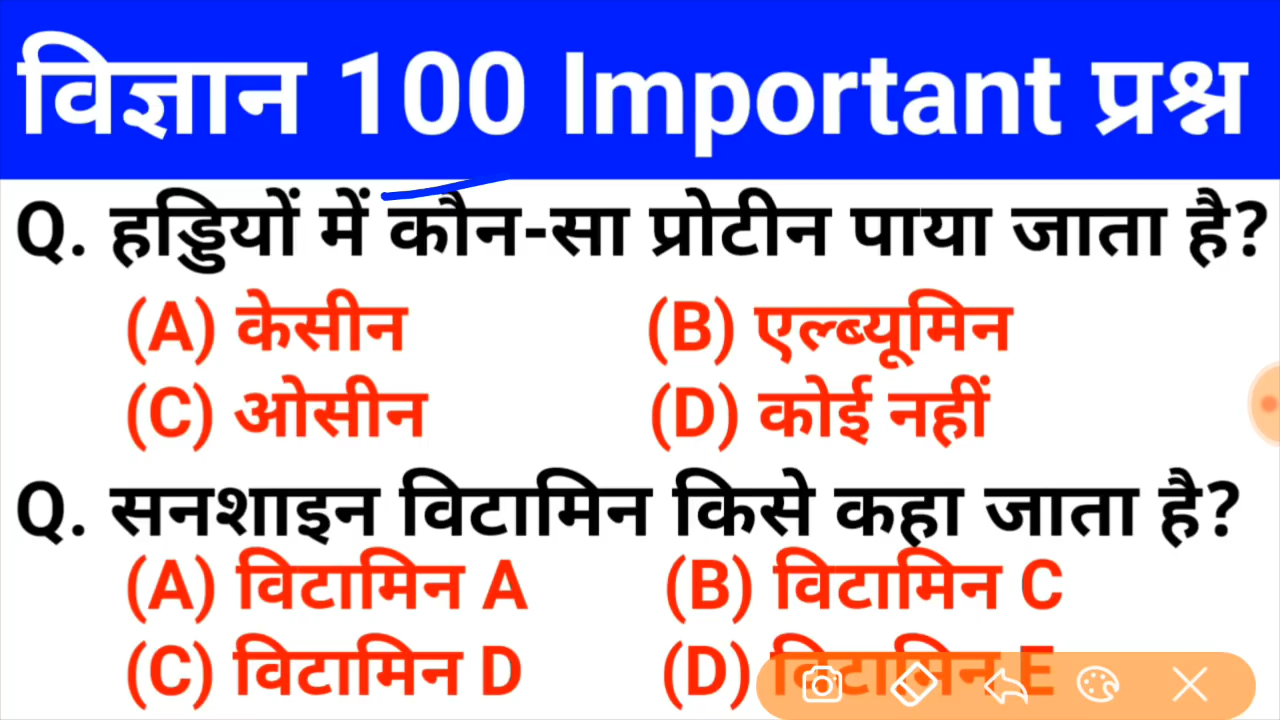 विज्ञान 100 Important प्रश्न
Q. हड्डियों में कौन-सा प्रोटीन पाया जाता है?
(A) केसीन (B) एल्ब्यूमिन
(C) ओसीन (D) कोई नहीं
Q. सनशाइन विटामिन किसे कहा जाता है?
(A) विटामिन A (B) विटामिन C
(C) विटामिन D (D) विटामिन E